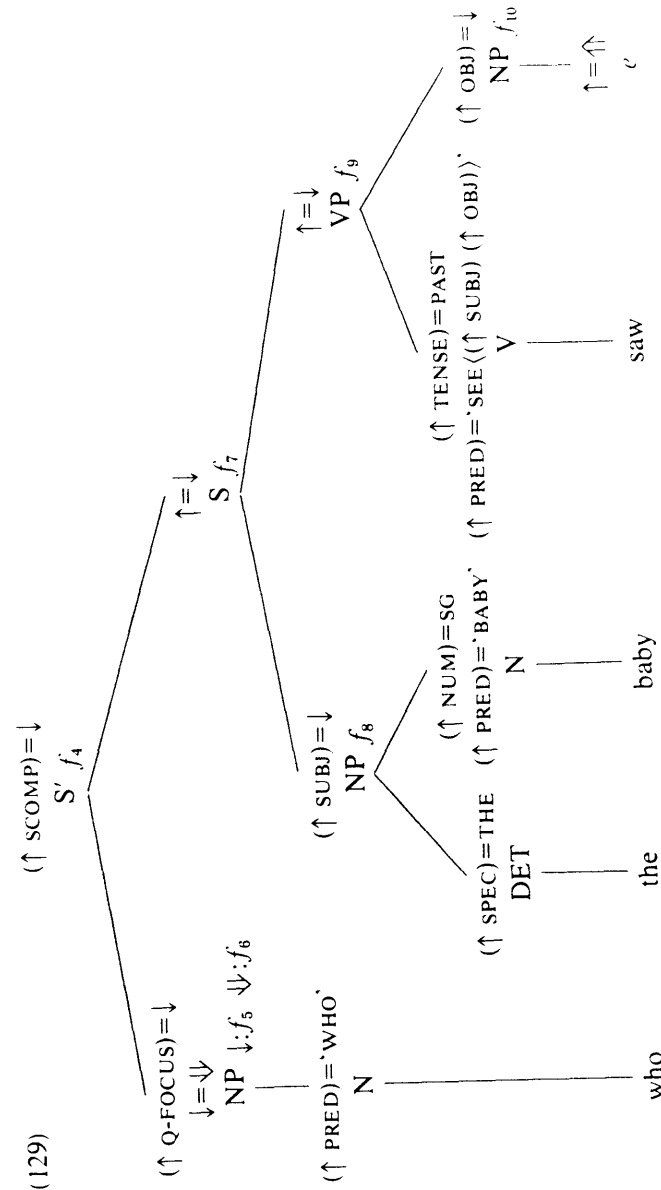 (129)
(↑ SCOMP)=↓
S′ f₄
(↑ Q-FOCUS)=↓
↓=⇓
NP ↓:f₅ ⇓:f₆
↑=↓
S f₇
(↑ PRED)=‘WHO‘
N
(↑ SUBJ)=↓
NP f₈
↑=↓
VP f₉
(↑ SPEC)=THE
DET
(↑ NUM)=SG
(↑ PRED)=‘BABY‘
N
(↑ TENSE)=PAST
(↑ PRED)=‘SEE⟨(↑ SUBJ) (↑ OBJ)⟩‘
V
(↑ OBJ)=↓
NP f₁₀
↑=⇑
who
the
baby
saw
e